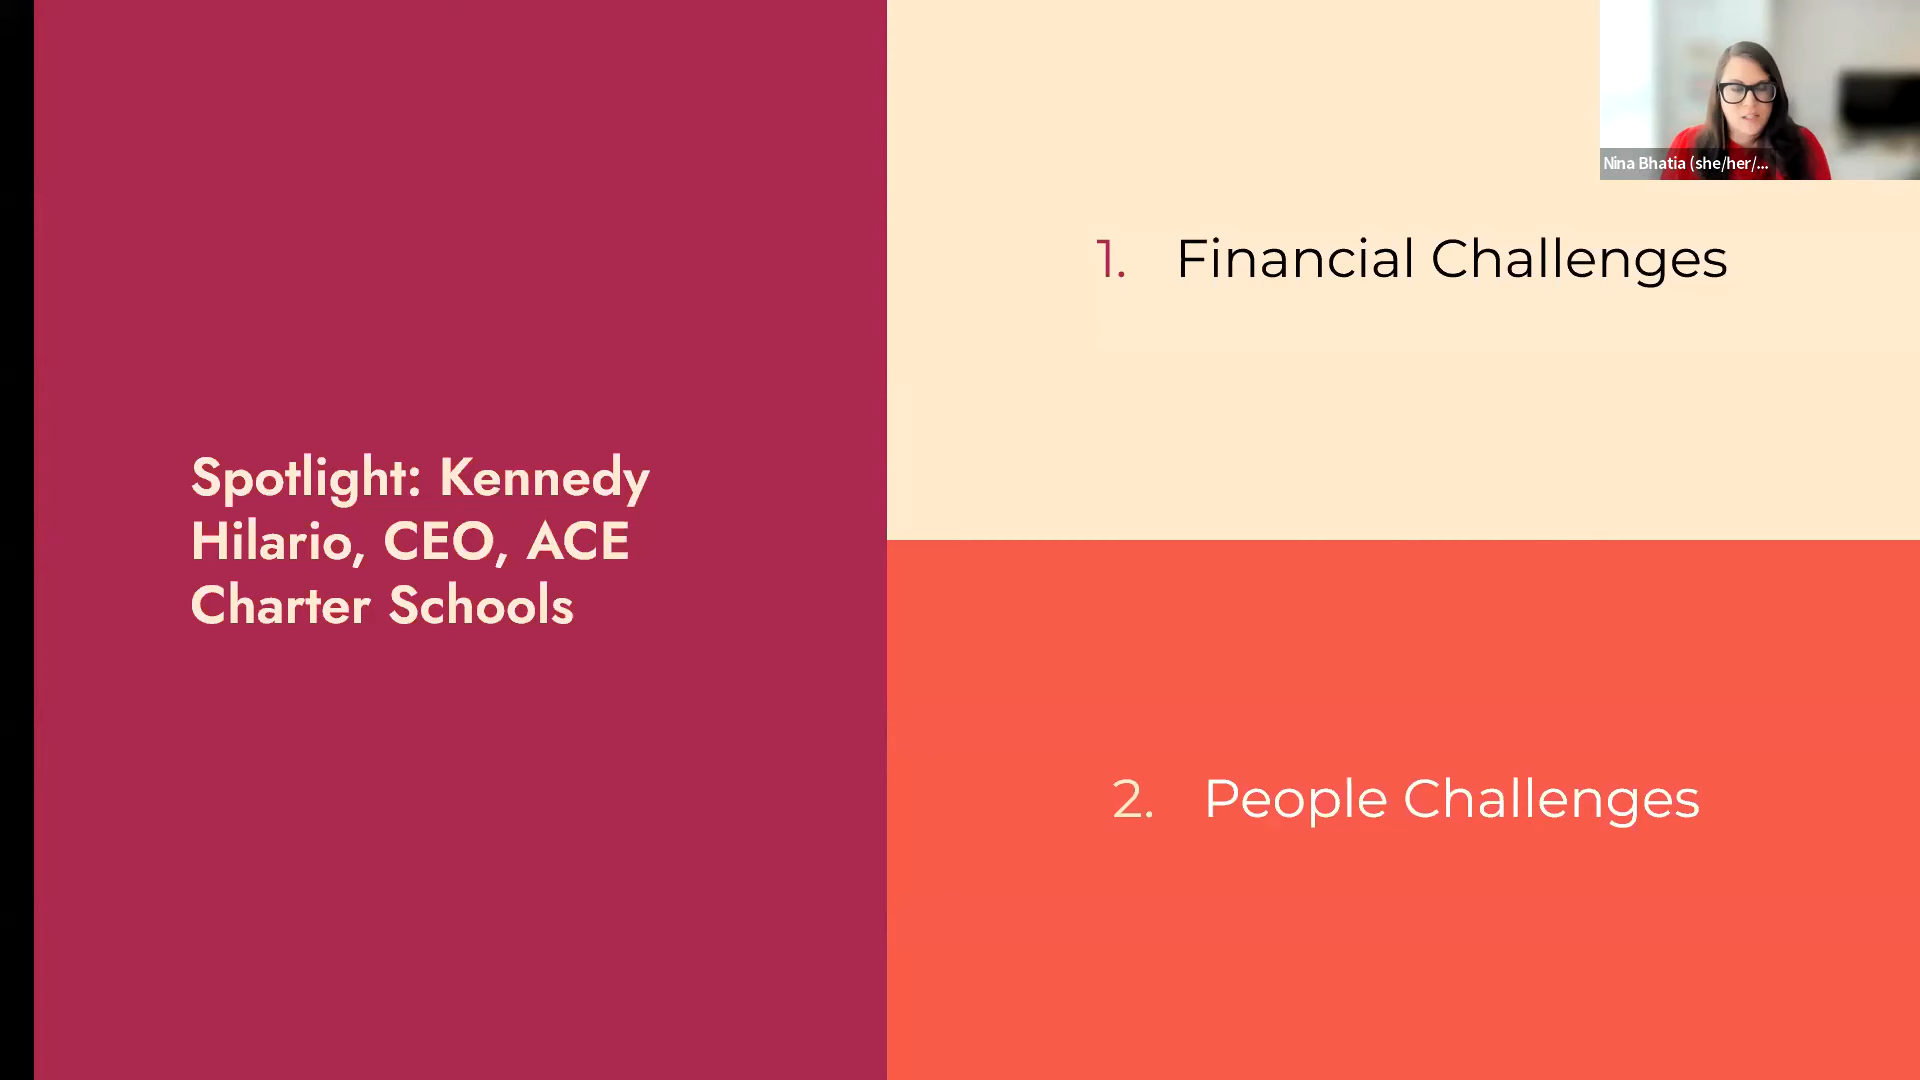 Spotlight: Kennedy
Hilario, CEO, ACE
Charter Schools
Nina Bhatia (she/her/...
1. Financial Challenges
2. People Challenges